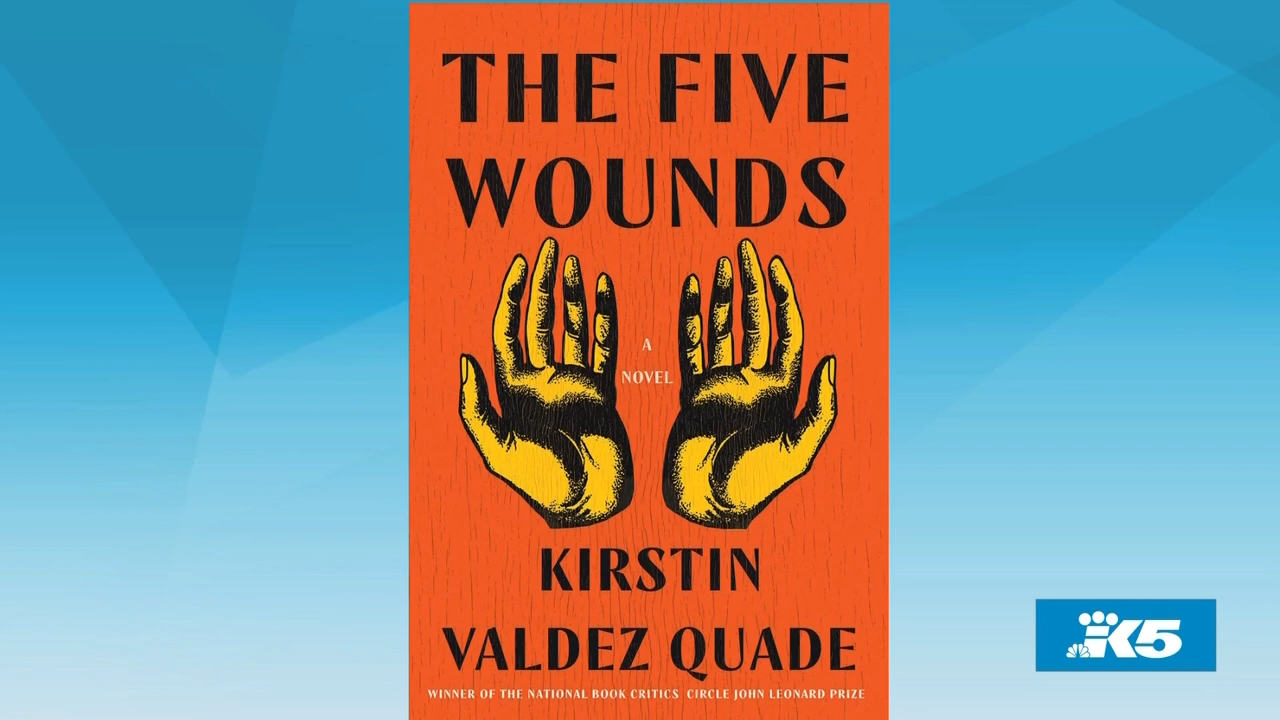 THE FIVE
WOUNDS
A
NOVEL
KIRSTIN
VALDEZ QUADE
WINNER OF THE NATIONAL BOOK CRITICS CIRCLE JOHN LEONARD PRIZE
K5